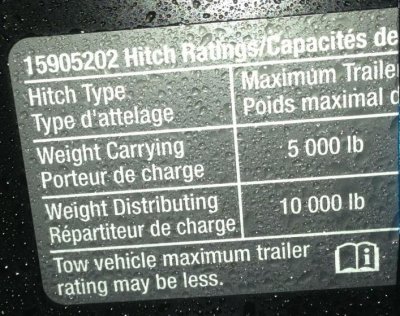 15905202 Hitch Ratings/Capacités de
Hitch Type
Type d'attelage
Maximum Traile
Poids maximal d
Weight Carrying
Porteur de charge
5 000 lb
Weight Distributing
Répartiteur de charge
10 000 lb
Tow vehicle maximum trailer
rating may be less.